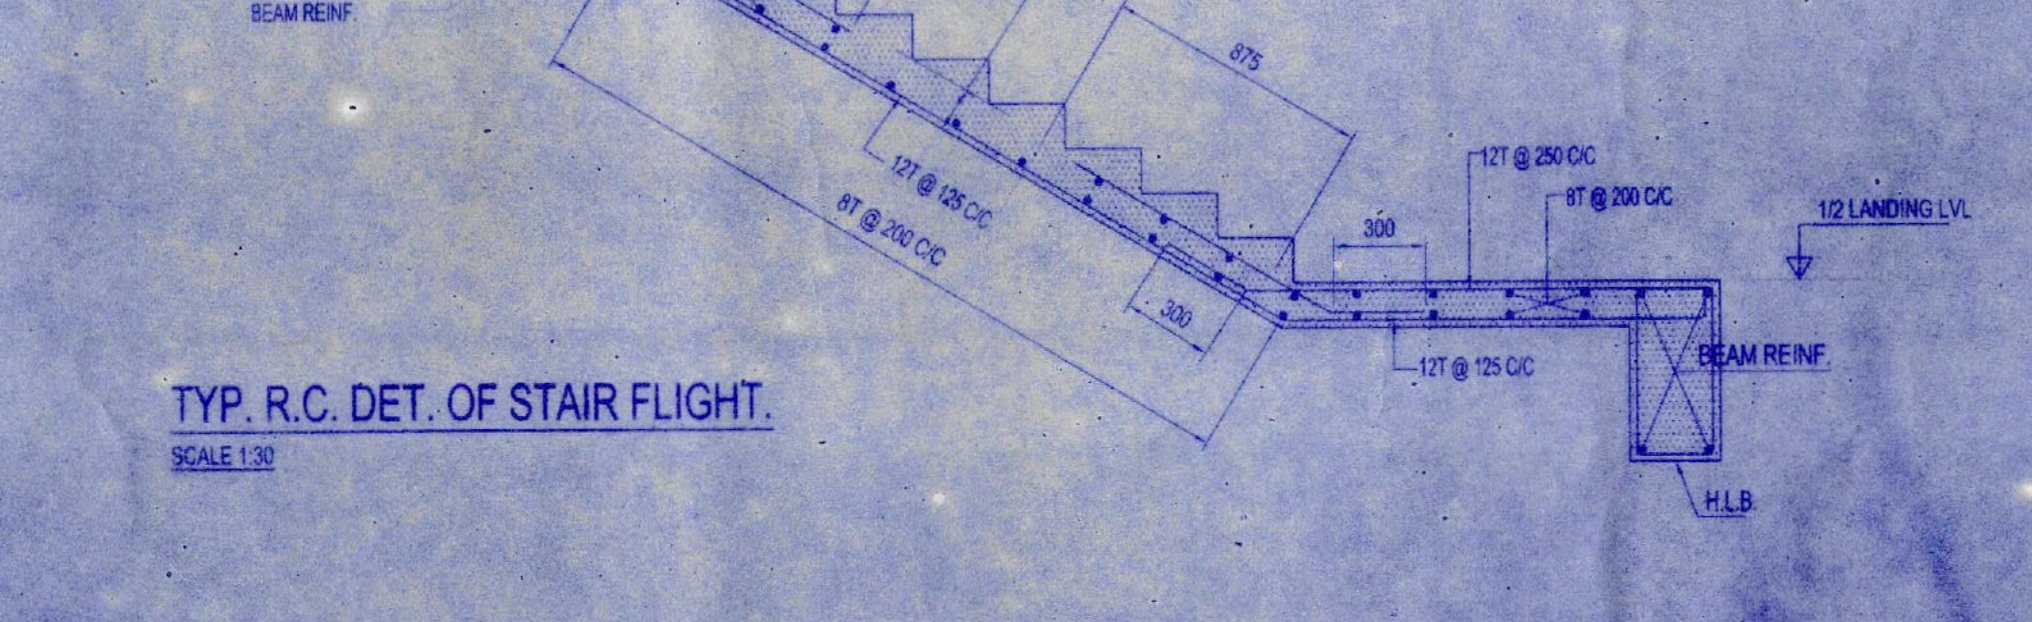 BEAM REINF.
875
12T @ 125 C/C
8T @ 200 C/C
12T @ 250 C/C
8T @ 200 C/C
1/2 LANDING LVL
300
300
12T @ 125 C/C
BEAM REINF.
TYP. R.C. DET. OF STAIR FLIGHT.
SCALE 1:30
H.L.B.